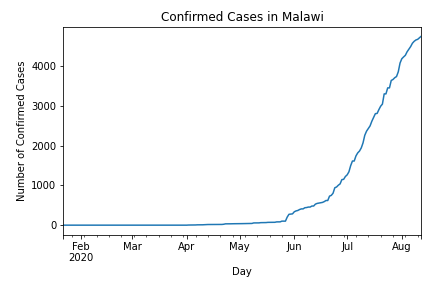 Confirmed Cases in Malawi
Number of Confirmed Cases
4000
3000
2000
1000
0
Feb Mar Apr May Jun Jul Aug
2020
Day